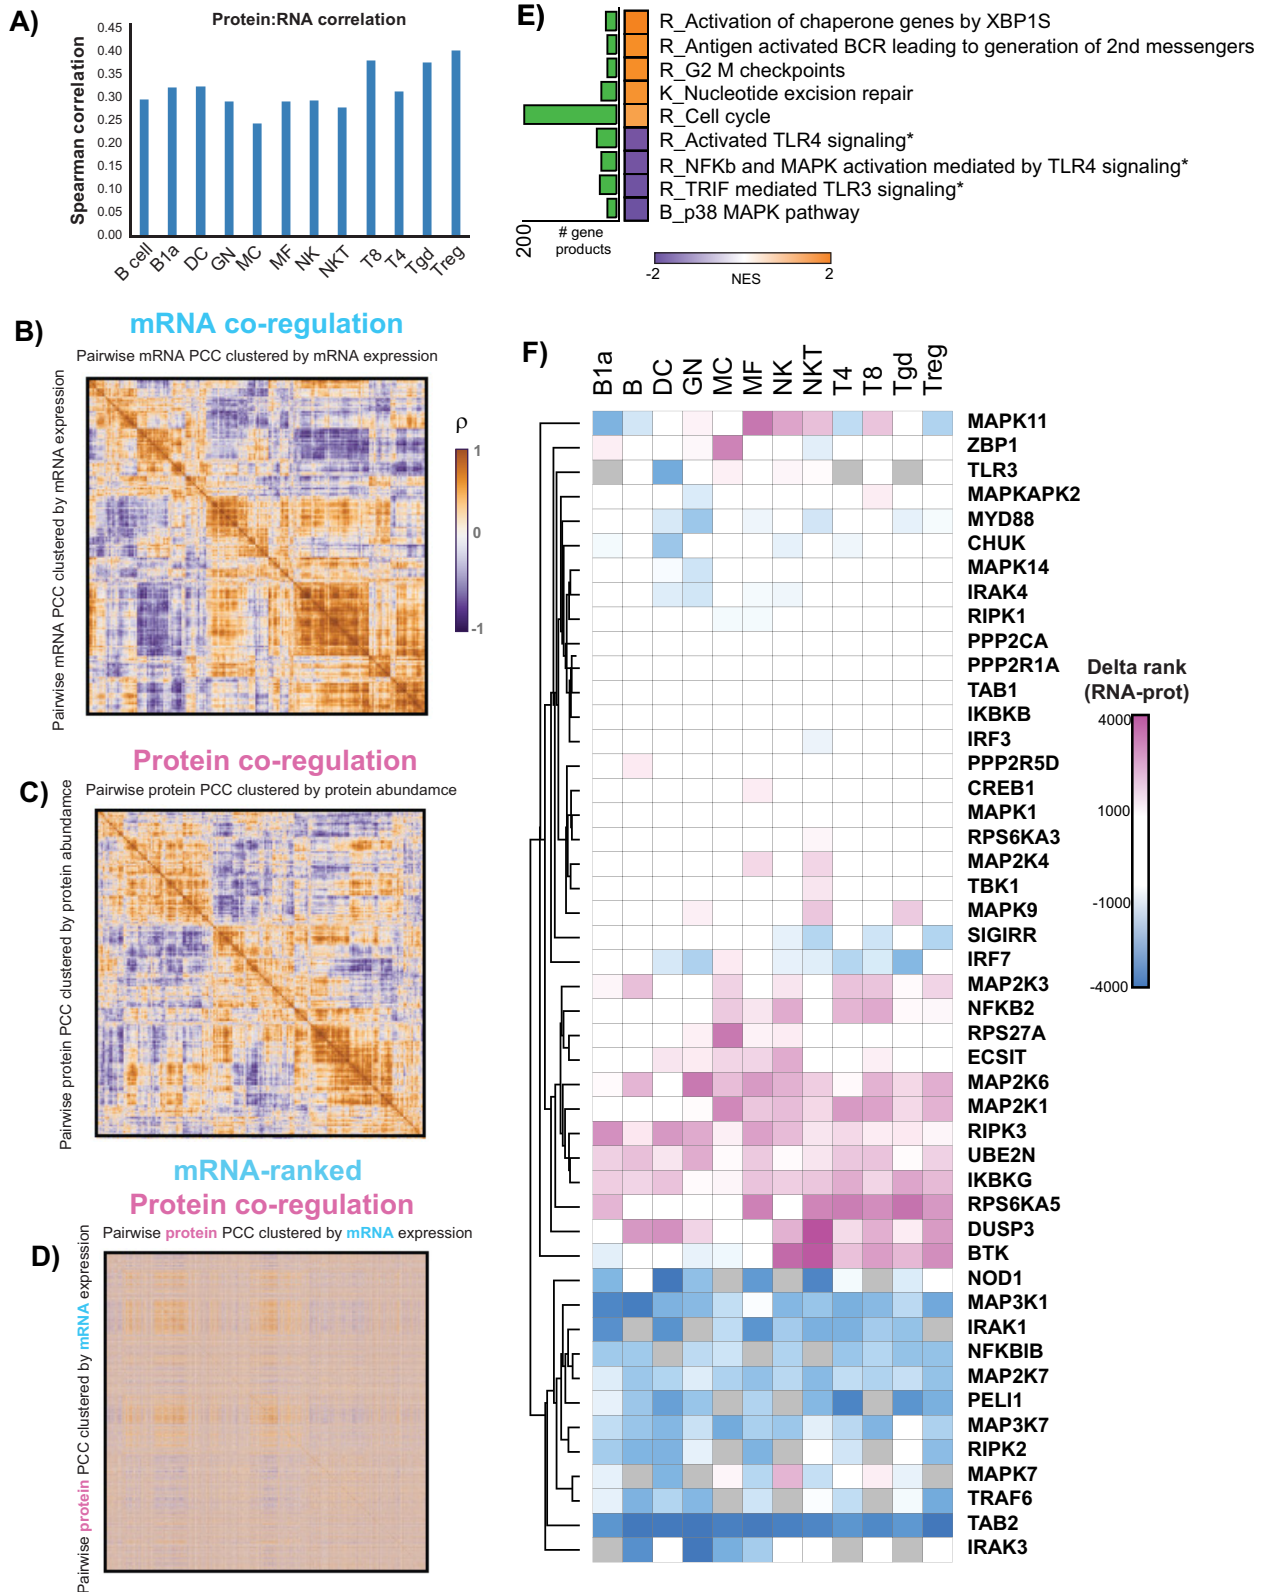 A)
Protein:RNA correlation
Spearman correlation
0.45
0.40
0.35
0.30
0.25
0.20
0.15
0.10
0.05
0.00
B cell
B1a
DC
GN
MC
MF
NK
NKT
T8
T4
Tgd
Treg
E)
R_Activation of chaperone genes by XBP1S
R_Antigen activated BCR leading to generation of 2nd messengers
R_G2 M checkpoints
K_Nucleotide excision repair
R_Cell cycle
R_Activated TLR4 signaling*
R_NFKb and MAPK activation mediated by TLR4 signaling*
R_TRIF mediated TLR3 signaling*
B_p38 MAPK pathway
200
# gene
products
-2
2
NES
B)
mRNA co-regulation
Pairwise mRNA PCC clustered by mRNA expression
Pairwise mRNA PCC clustered by mRNA expression
ρ
1
0
-1
Protein co-regulation
C)
Pairwise protein PCC clustered by protein abundamce
Pairwise protein PCC clustered by protein abundamce
mRNA-ranked
Protein co-regulation
Pairwise protein PCC clustered by mRNA expression
D)
Pairwise protein PCC clustered by mRNA expression
F)
B1a
B
DC
GN
MC
MF
NK
NKT
T4
T8
Tgd
Treg
MAPK11
ZBP1
TLR3
MAPKAPK2
MYD88
CHUK
MAPK14
IRAK4
RIPK1
PPP2CA
PPP2R1A
TAB1
IKBKB
IRF3
PPP2R5D
CREB1
MAPK1
RPS6KA3
MAP2K4
TBK1
MAPK9
SIGIRR
IRF7
MAP2K3
NFKB2
RPS27A
ECSIT
MAP2K6
MAP2K1
RIPK3
UBE2N
IKBKG
RPS6KA5
DUSP3
BTK
NOD1
MAP3K1
IRAK1
NFKBIB
MAP2K7
PELI1
MAP3K7
RIPK2
MAPK7
TRAF6
TAB2
IRAK3
Delta rank
(RNA-prot)
4000
1000
-1000
-4000